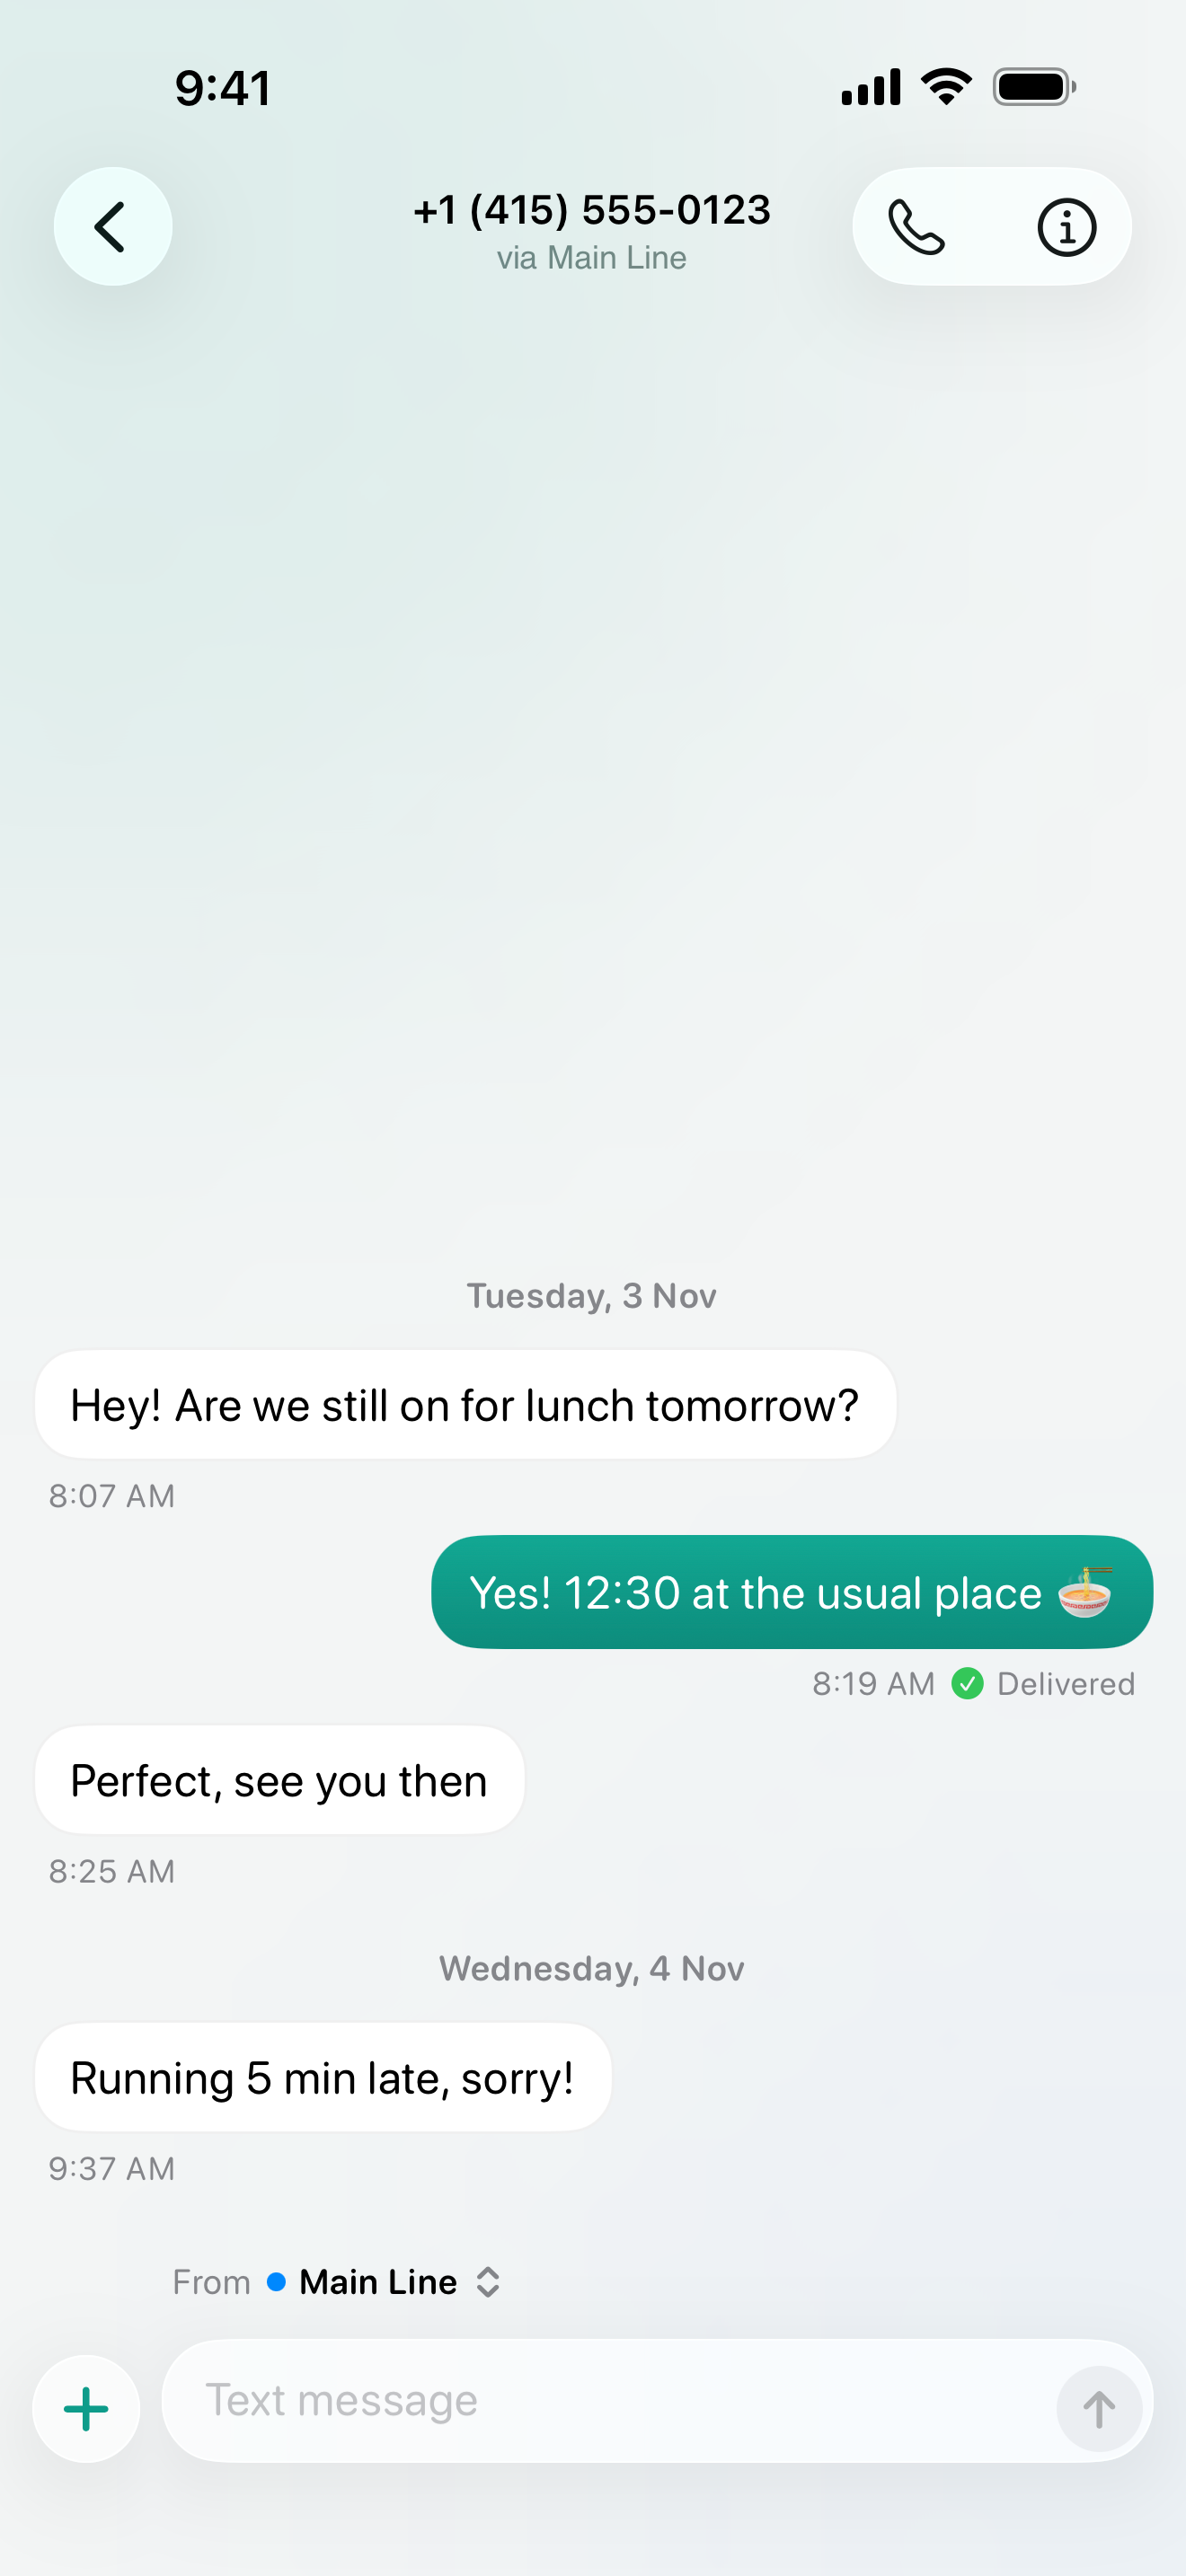 9:41
+1 (415) 555-0123
via Main Line
Tuesday, 3 Nov
Hey! Are we still on for lunch tomorrow?
8:07 AM
Yes! 12:30 at the usual place 🍜
8:19 AM Delivered
Perfect, see you then
8:25 AM
Wednesday, 4 Nov
Running 5 min late, sorry!
9:37 AM
From Main Line
Text message